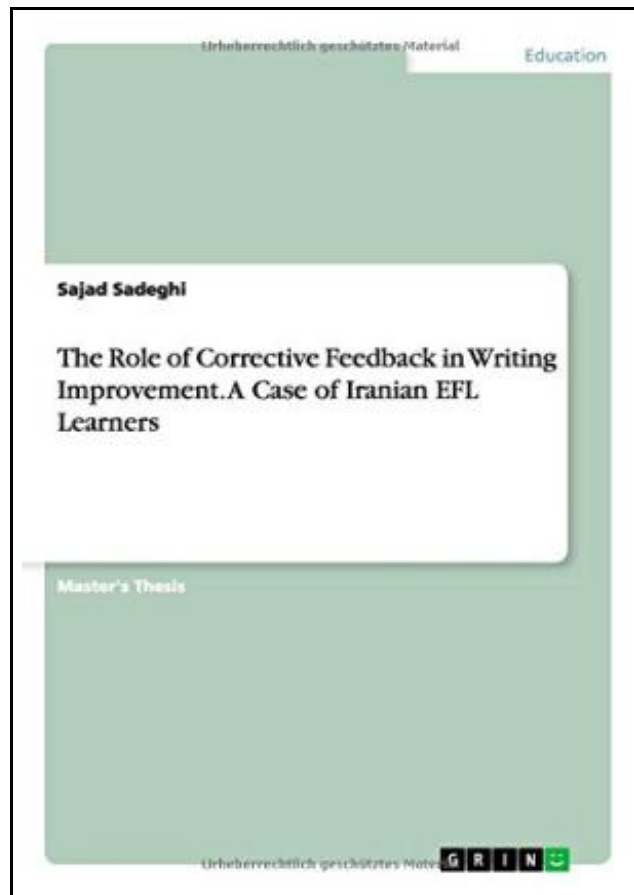 Urheberrechtlich geschütztes Material
Education
Sajad Sadeghi
The Role of Corrective Feedback in Writing
Improvement. A Case of Iranian EFL
Learners
Master's Thesis
Urheberrechtlich geschütztes
GRIN